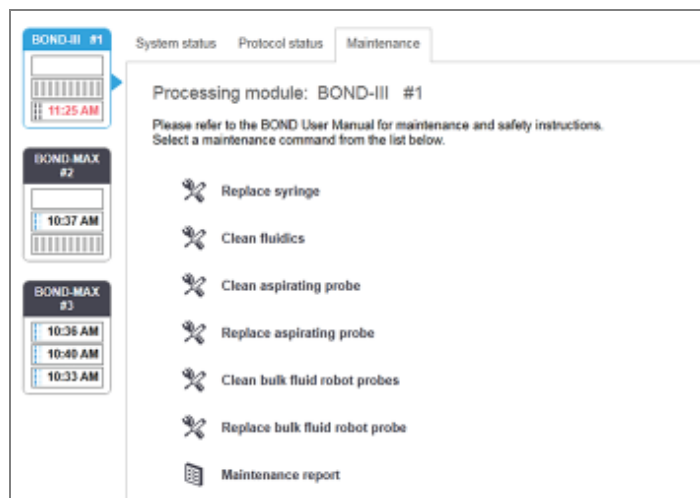 BOND-III #1
11:25 AM
BOND-MAX
#2
10:37 AM
BOND-MAX
#3
10:36 AM
10:40 AM
10:33 AM
System status Protocol status Maintenance
Processing module: BOND-III #1
Please refer to the BOND User Manual for maintenance and safety instructions.
Select a maintenance command from the list below.
Replace syringe
Clean fluidics
Clean aspirating probe
Replace aspirating probe
Clean bulk fluid robot probes
Replace bulk fluid robot probe
Maintenance report